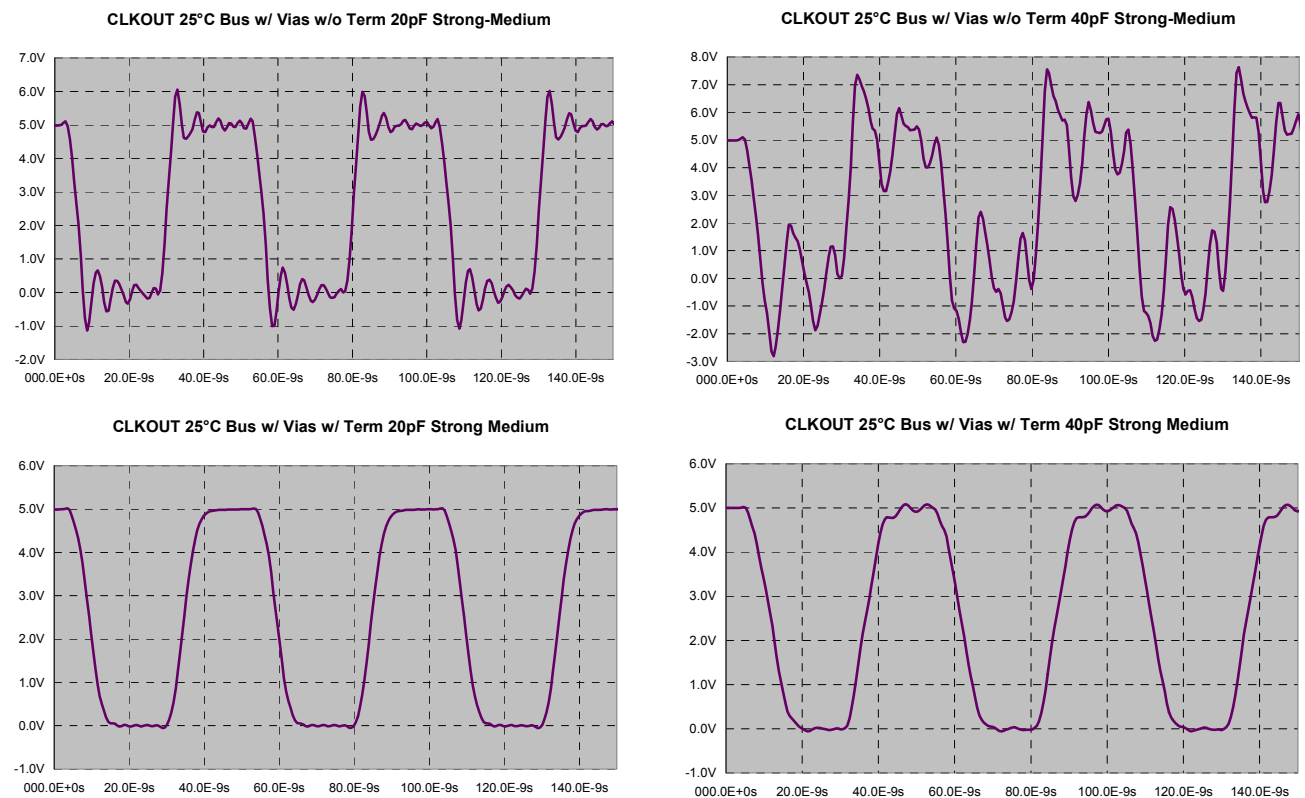 CLKOUT 25°C Bus w/ Vias w/o Term 20pF Strong-Medium
7.0V
6.0V
5.0V
4.0V
3.0V
2.0V
1.0V
0.0V
-1.0V
-2.0V
000.0E+0s 20.0E-9s 40.0E-9s 60.0E-9s 80.0E-9s 100.0E-9s 120.0E-9s 140.0E-9s
CLKOUT 25°C Bus w/ Vias w/o Term 40pF Strong-Medium
8.0V
7.0V
6.0V
5.0V
4.0V
3.0V
2.0V
1.0V
0.0V
-1.0V
-2.0V
-3.0V
000.0E+0s 20.0E-9s 40.0E-9s 60.0E-9s 80.0E-9s 100.0E-9s 120.0E-9s 140.0E-9s
CLKOUT 25°C Bus w/ Vias w/ Term 20pF Strong Medium
6.0V
5.0V
4.0V
3.0V
2.0V
1.0V
0.0V
-1.0V
000.0E+0s 20.0E-9s 40.0E-9s 60.0E-9s 80.0E-9s 100.0E-9s 120.0E-9s 140.0E-9s
CLKOUT 25°C Bus w/ Vias w/ Term 40pF Strong Medium
6.0V
5.0V
4.0V
3.0V
2.0V
1.0V
0.0V
-1.0V
000.0E+0s 20.0E-9s 40.0E-9s 60.0E-9s 80.0E-9s 100.0E-9s 120.0E-9s 140.0E-9s